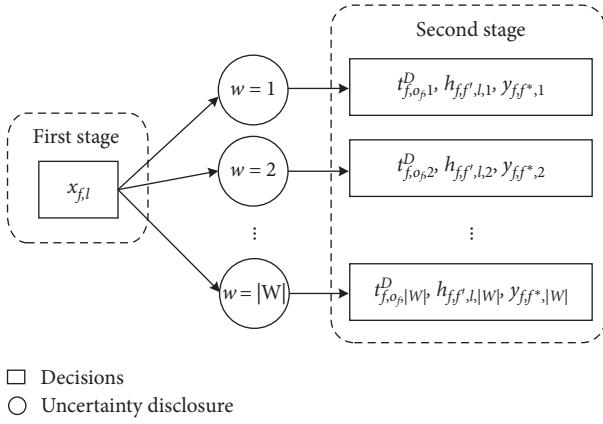 Second stage
First stage
x_{f,l}
w = 1
t^D_{f,o_f,1}, h_{f,f′,l,1}, y_{f,f*,1}
w = 2
t^D_{f,o_f,2}, h_{f,f′,l,2}, y_{f,f*,2}
⋮
⋮
w = |W|
t^D_{f,o_f,|W|}, h_{f,f′,l,|W|}, y_{f,f*,|W|}
Decisions
Uncertainty disclosure